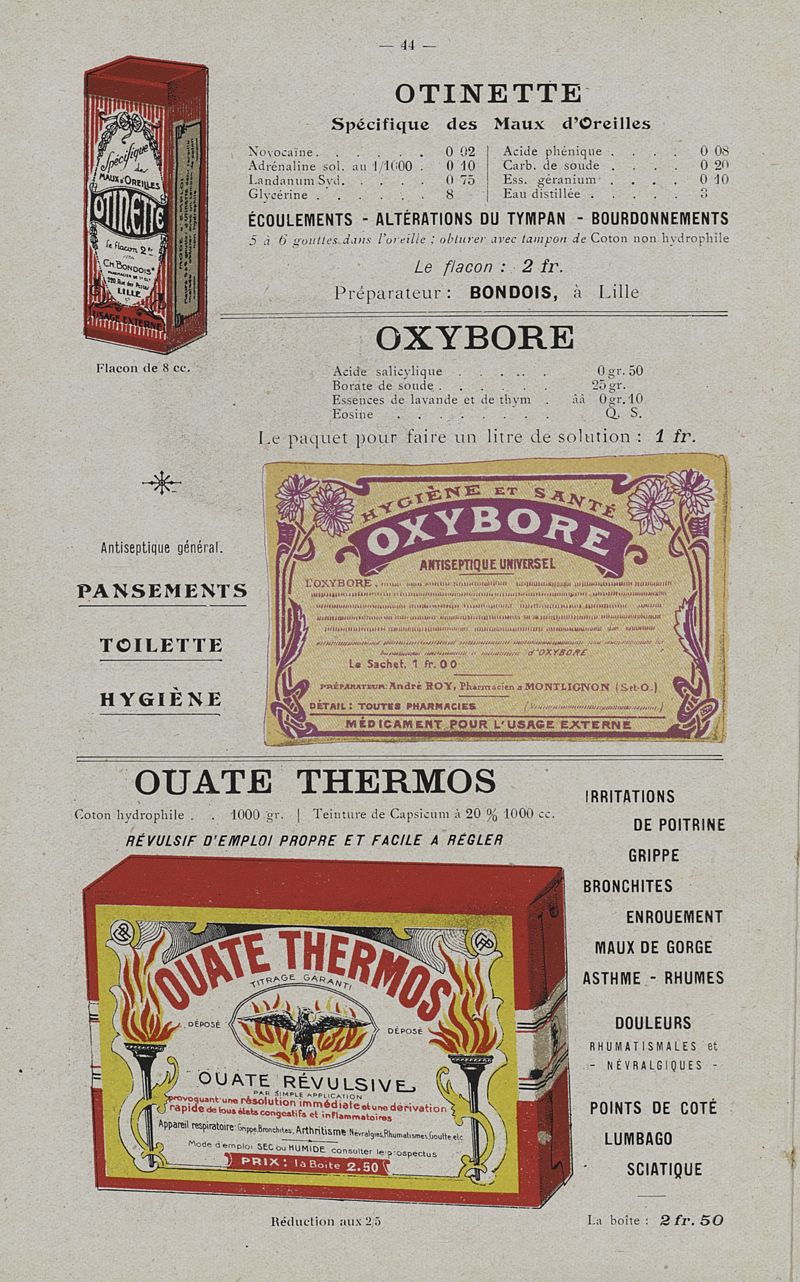 — 44 —
OTINETTE
Spécifique des Maux d'Oreilles
Novocaïne . . . . . . 0 02 | Acide phénique . . . . 0 08
Adrénaline sol. au 1/1000 . 0 10 | Carb. de soude . . . . 0 20
Landanum Syd. . . . . 0 75 | Ess. géranium . . . . 0 10
Glycérine . . . . . . 8 | Eau distillée . . . . . 3
ÉCOULEMENTS - ALTÉRATIONS DU TYMPAN - BOURDONNEMENTS
5 à 6 gouttes dans l'oreille ; obturer avec tampon de Coton non hydrophile
Le flacon : 2 fr.
Préparateur : BONDOIS, à Lille
Spécifique
des
MAUX D'OREILLES
OTINETTE
le flacon 2 fr
CH. BONDOIS
PHARMACIEN DE 1re Cl
LILLE
USAGE EXTERNE
MODE D'EMPLOI
Flacon de 8 cc.
OXYBORE
Acide salicylique . . . . . 0 gr. 50
Borate de soude . . . . . . 25 gr.
Essences de lavande et de thym . âà 0 gr. 10
Eosine . . . . . . . . Q. S.
Le paquet pour faire un litre de solution : 1 fr.
Antiseptique général.
PANSEMENTS
TOILETTE
HYGIÈNE
HYGIÈNE ET SANTÉ
OXYBORE
ANTISEPTIQUE UNIVERSEL
L'OXYBORE,
d'OXYBORE
Le Sachet, 1 fr. 00
PRÉPARATEUR: André ROY, Pharmacien a MONTLIGNON (S.et-O.)
DÉTAIL : TOUTES PHARMACIES
MÉDICAMENT POUR L'USAGE EXTERNE
OUATE THERMOS
Coton hydrophile . . 1000 gr. | Teinture de Capsicum à 20 % 1000 cc.
RÉVULSIF D'EMPLOI PROPRE ET FACILE A RÉGLER
OUATE THERMOS
TITRAGE GARANTI
DÉPOSÉ DÉPOSÉ
OUATE RÉVULSIVE
PAR SIMPLE APPLICATION
provoquant une résolution immédiate et une dérivation
rapide de tous états congestifs et inflammatoires
Appareil respiratoire: Grippe, Bronchites, Arthritisme: Nevralgies, Rhumatismes, Goutte, etc
Mode d'emploi SEC ou HUMIDE consulter le prospectus
PRIX : la Boite 2.50
Réduction aux 2/5
IRRITATIONS
DE POITRINE
GRIPPE
BRONCHITES
ENROUEMENT
MAUX DE GORGE
ASTHME - RHUMES
DOULEURS
RHUMATISMALES et
- NÉVRALGIQUES -
POINTS DE COTÉ
LUMBAGO
SCIATIQUE
La boîte : 2 fr. 50